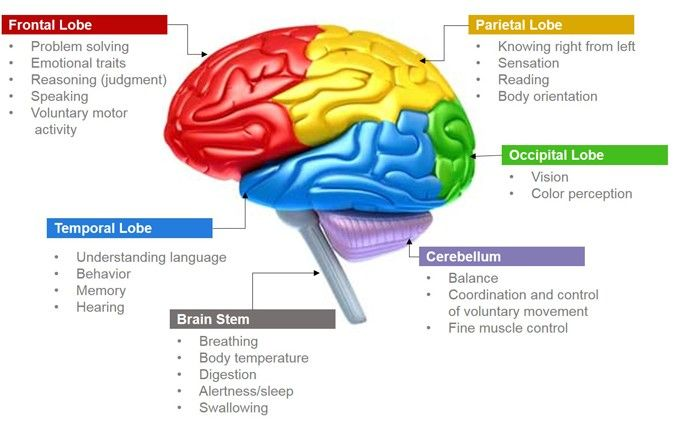 Frontal Lobe
• Problem solving
• Emotional traits
• Reasoning (judgment)
• Speaking
• Voluntary motor
activity
Parietal Lobe
• Knowing right from left
• Sensation
• Reading
• Body orientation
Occipital Lobe
• Vision
• Color perception
Temporal Lobe
• Understanding language
• Behavior
• Memory
• Hearing
Cerebellum
• Balance
• Coordination and control
of voluntary movement
• Fine muscle control
Brain Stem
• Breathing
• Body temperature
• Digestion
• Alertness/sleep
• Swallowing